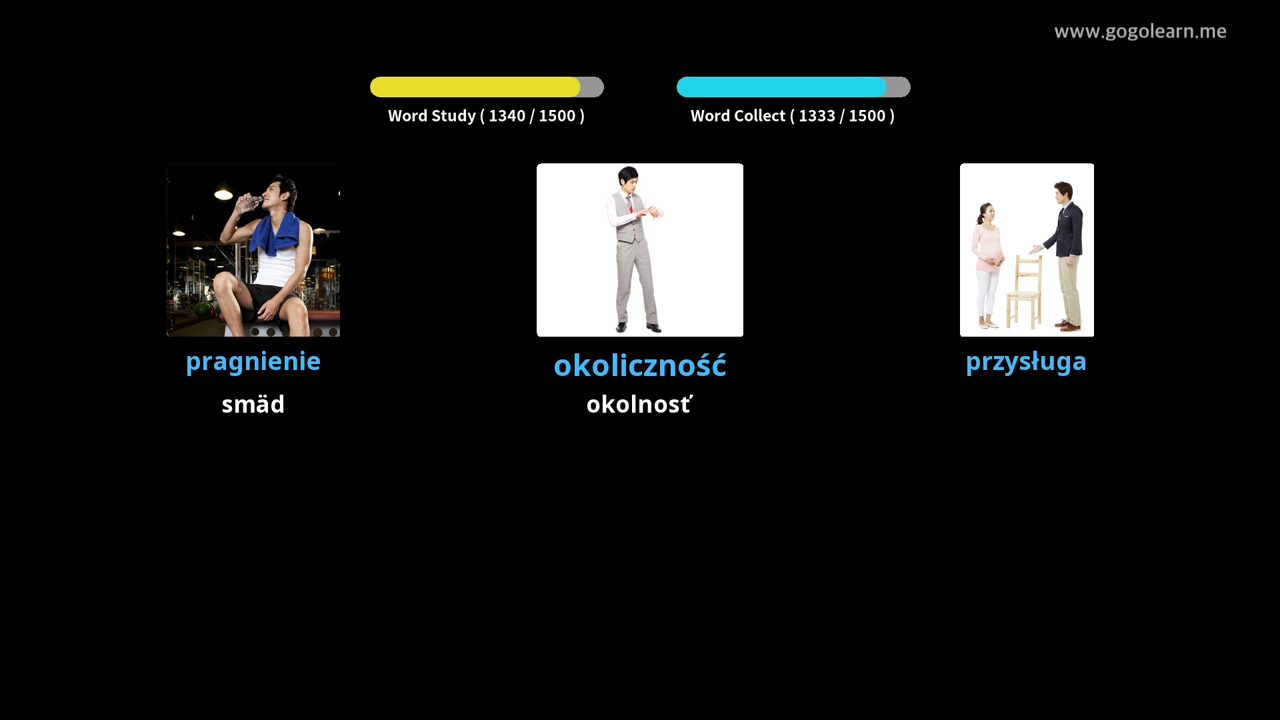 www.gogolearn.me
Word Study ( 1340 / 1500 )
Word Collect ( 1333 / 1500 )
pragnienie
okoliczność
przysługa
smäd
okolnosť